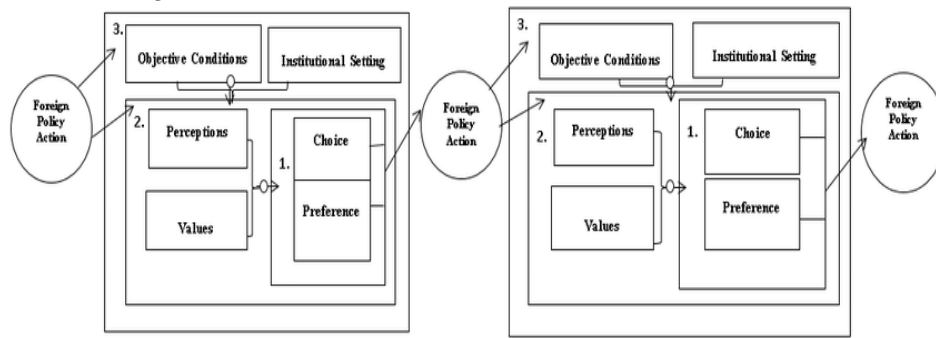 3.
Objective Conditions
Institutional Setting
Foreign
Policy
Action
2.
Perceptions
Values
1.
Choice
Preference
Foreign
Policy
Action
3.
Objective Conditions
Institutional Setting
2.
Perceptions
Values
1.
Choice
Preference
Foreign
Policy
Action